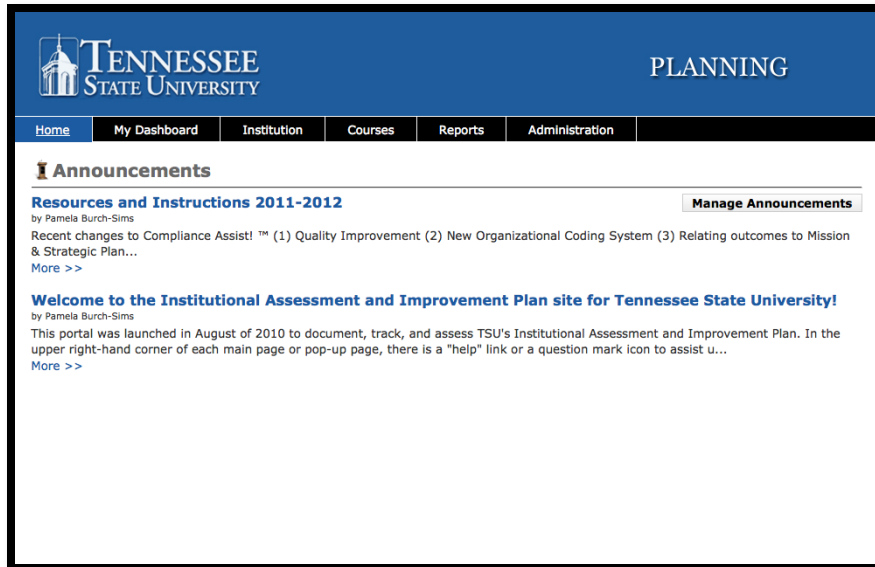 TENNESSEE
STATE UNIVERSITY
PLANNING
Home My Dashboard Institution Courses Reports Administration
Announcements
Resources and Instructions 2011-2012
Manage Announcements
by Pamela Burch-Sims
Recent changes to Compliance Assist! ™ (1) Quality Improvement (2) New Organizational Coding System (3) Relating outcomes to Mission
& Strategic Plan...
More >>
Welcome to the Institutional Assessment and Improvement Plan site for Tennessee State University!
by Pamela Burch-Sims
This portal was launched in August of 2010 to document, track, and assess TSU's Institutional Assessment and Improvement Plan. In the
upper right-hand corner of each main page or pop-up page, there is a "help" link or a question mark icon to assist u...
More >>